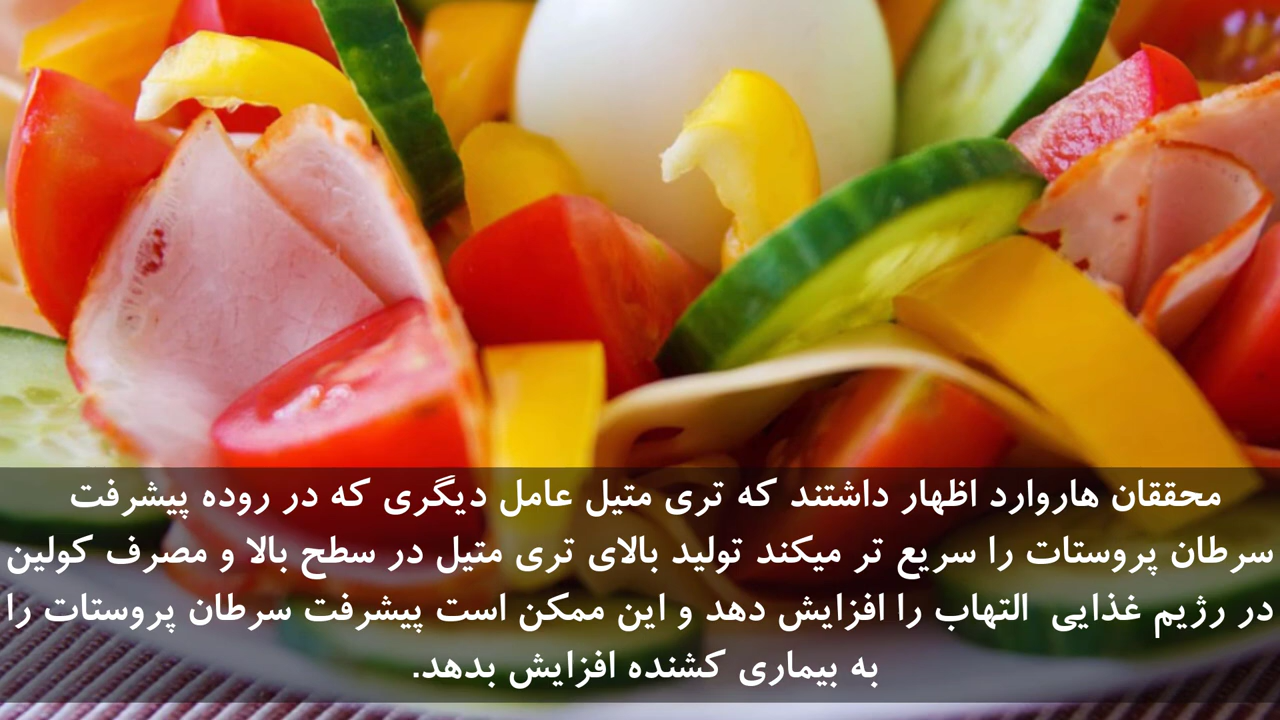 محققان هاروارد اظهار داشتند که تری متیل عامل دیگری که در روده پیشرفت
سرطان پروستات را سریع تر میکند تولید بالای تری متیل در سطح بالا و مصرف کولین
در رژیم غذایی التهاب را افزایش دهد و این ممکن است پیشرفت سرطان پروستات را
به بیماری کشنده افزایش بدهد.